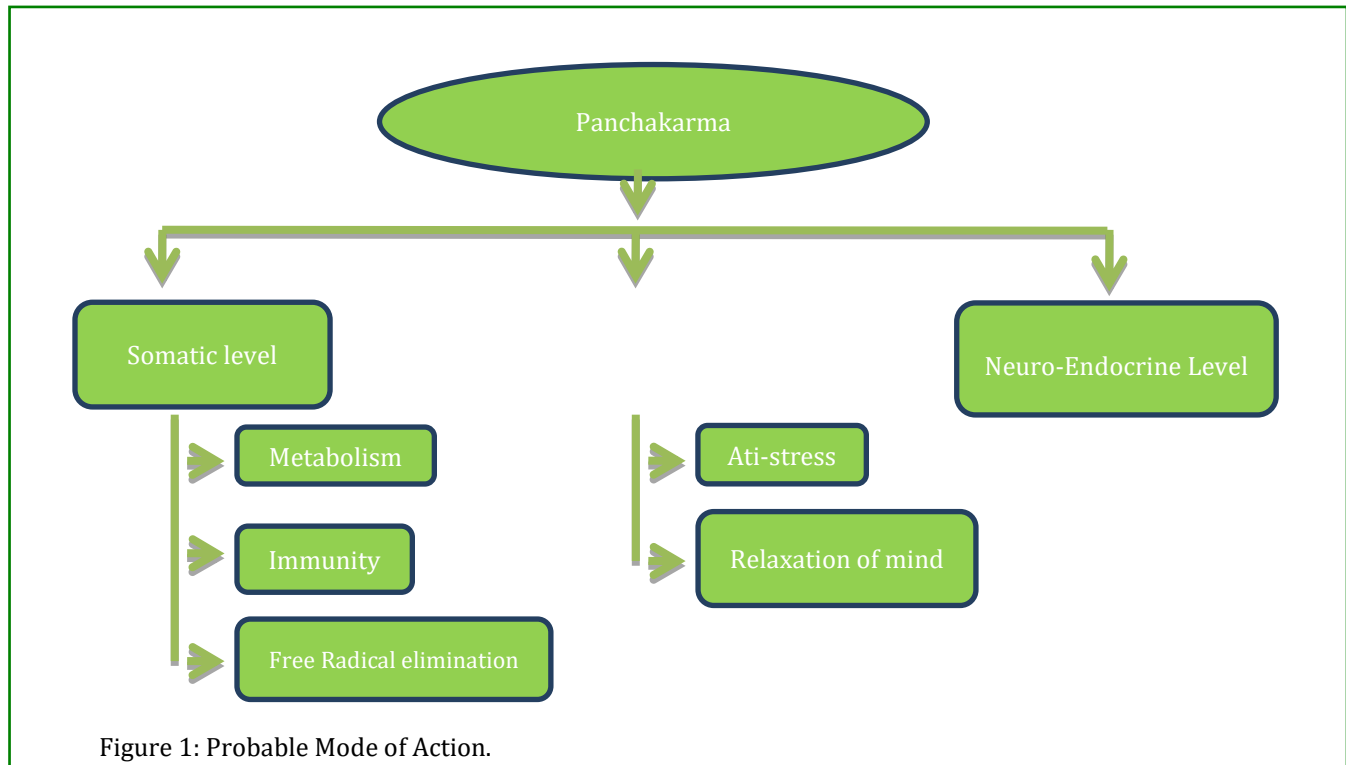 Panchakarma
Somatic level
Neuro-Endocrine Level
Metabolism
Ati-stress
Immunity
Relaxation of mind
Free Radical elimination
Figure 1: Probable Mode of Action.